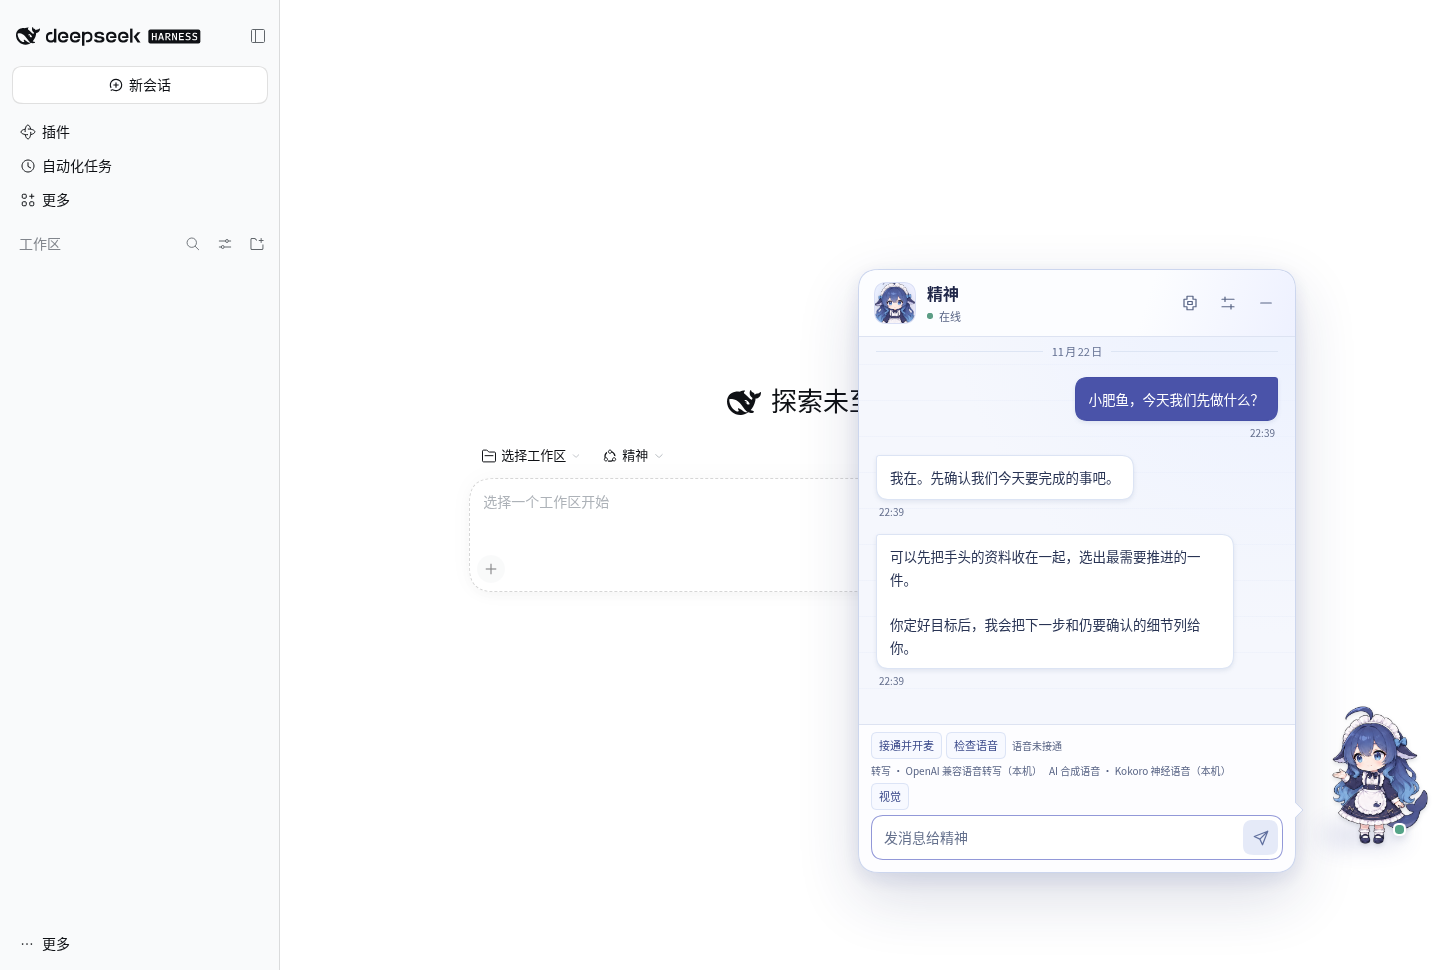 deepseek HARNESS
新会话
插件
自动化任务
更多
工作区
更多
探索未
选择工作区
精神
选择一个工作区开始
精神
在线
11月22日
小肥鱼，今天我们先做什么？
22:39
我在。先确认我们今天要完成的事吧。
22:39
可以先把手头的资料收在一起，选出最需要推进的一
件。
你定好目标后，我会把下一步和仍要确认的细节列给
你。
22:39
接通并开麦 检查语音 语音未接通
转写 · OpenAI 兼容语音转写（本机） AI 合成语音 · Kokoro 神经语音（本机）
视觉
发消息给精神